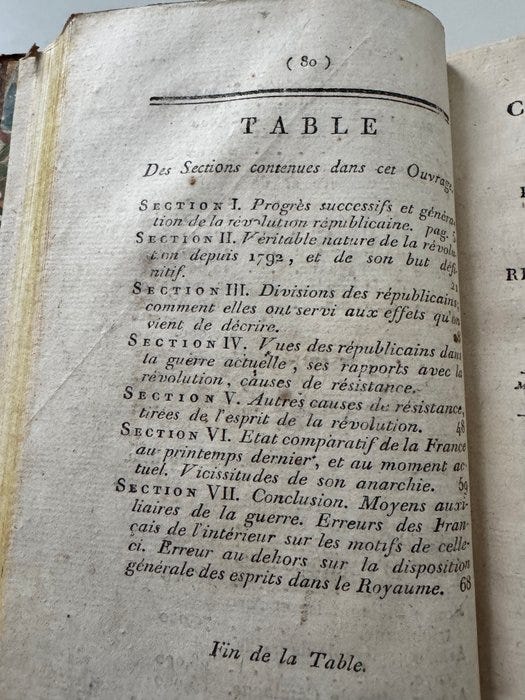 ( 80 )
TABLE
Des Sections contenues dans cet Ouvrage.
SECTION I. Progrès successifs et généra-
tion de la révolution républicaine. pag. 5
SECTION II. Véritable nature de la révolu-
tion depuis 1792, et de son but défi-
nitif. 21
SECTION III. Divisions des républicains;
comment elles ont servi aux effets qu'on
vient de décrire.
SECTION IV. Vues des républicains dans
la guerre actuelle, ses rapports avec la
révolution, causes de résistance.
SECTION V. Autres causes de résistance,
tirées de l'esprit de la révolution. 48
SECTION VI. Etat comparatif de la France
au printemps dernier, et au moment ac-
tuel. Vicissitudes de son anarchie. 59
SECTION VII. Conclusion. Moyens auxi-
liaires de la guerre. Erreurs des Fran-
çais de l'intérieur sur les motifs de celle-
ci. Erreur au dehors sur la disposition
générale des esprits dans le Royaume. 68
Fin de la Table.
C
RE